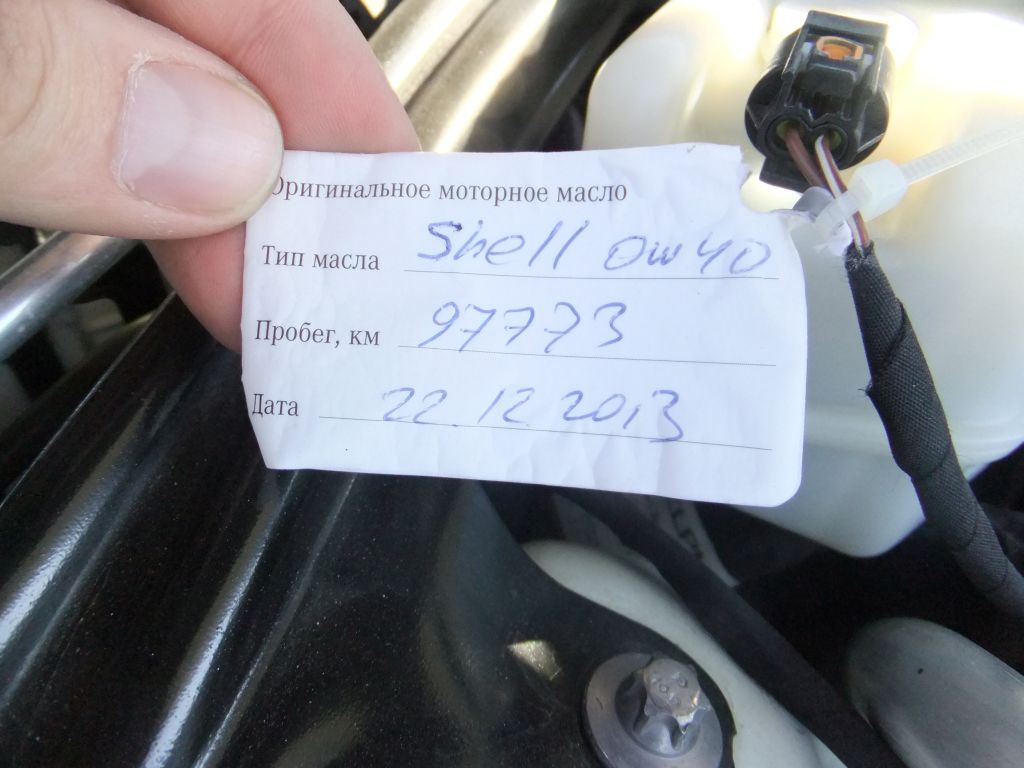 Оригинальное моторное масло
Тип масла Shell 0w40
Пробег, км 97773
Дата 22.12.2013